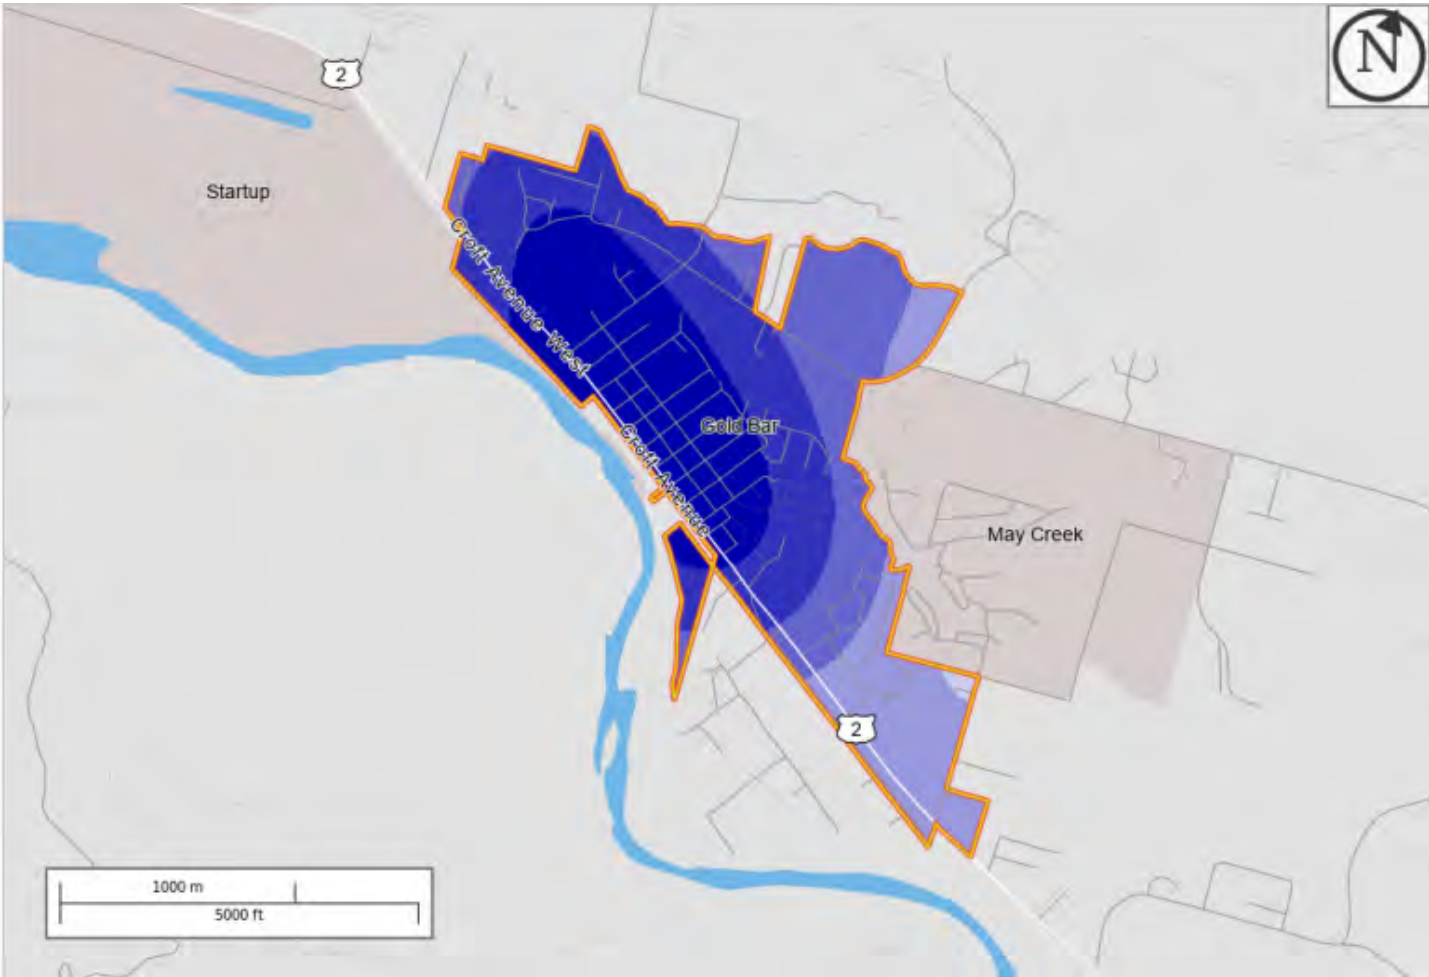 N
2
Startup
Croft Avenue West
Gold Bar
Croft Avenue
May Creek
2
1000 m
5000 ft